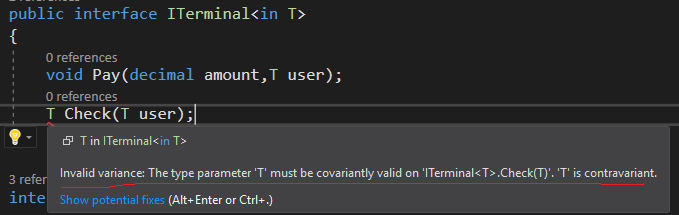 public interface ITerminal<in T>
{
0 references
void Pay(decimal amount,T user);
0 references
T Check(T user);
T in ITerminal<in T>
Invalid variance: The type parameter 'T' must be covariantly valid on 'ITerminal<T>.Check(T)'. 'T' is contravariant.
3 refer
Show potential fixes (Alt+Enter or Ctrl+.)
inte